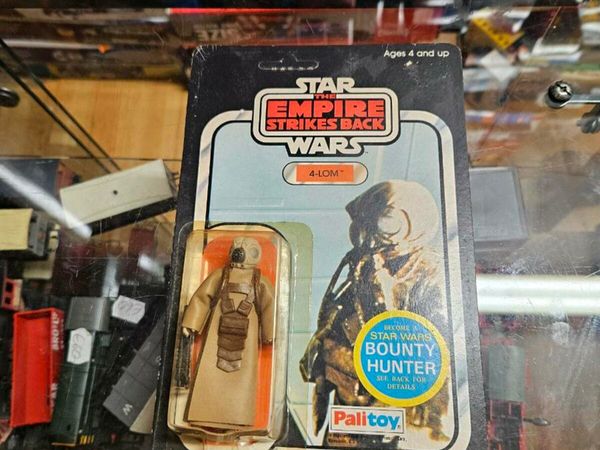 Ages 4 and up
STAR
THE
EMPIRE
STRIKES BACK
WARS
4-LOM™
BECOME A
STAR WARS
BOUNTY
HUNTER
SEE BACK FOR
DETAILS
Palitoy